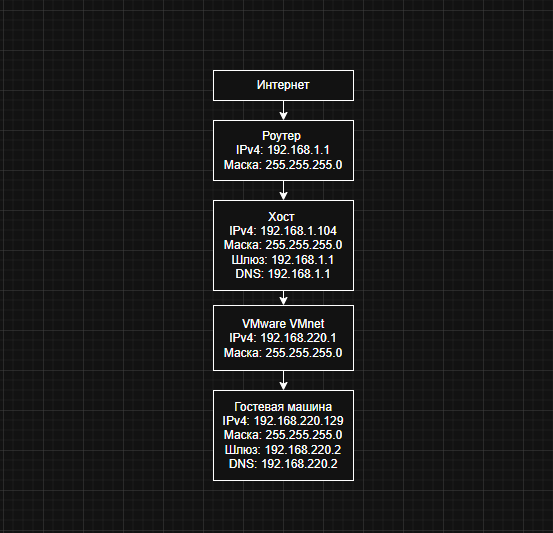 Интернет
Роутер
IPv4: 192.168.1.1
Маска: 255.255.255.0
Хост
IPv4: 192.168.1.104
Маска: 255.255.255.0
Шлюз: 192.168.1.1
DNS: 192.168.1.1
VMware VMnet
IPv4: 192.168.220.1
Маска: 255.255.255.0
Гостевая машина
IPv4: 192.168.220.129
Маска: 255.255.255.0
Шлюз: 192.168.220.2
DNS: 192.168.220.2